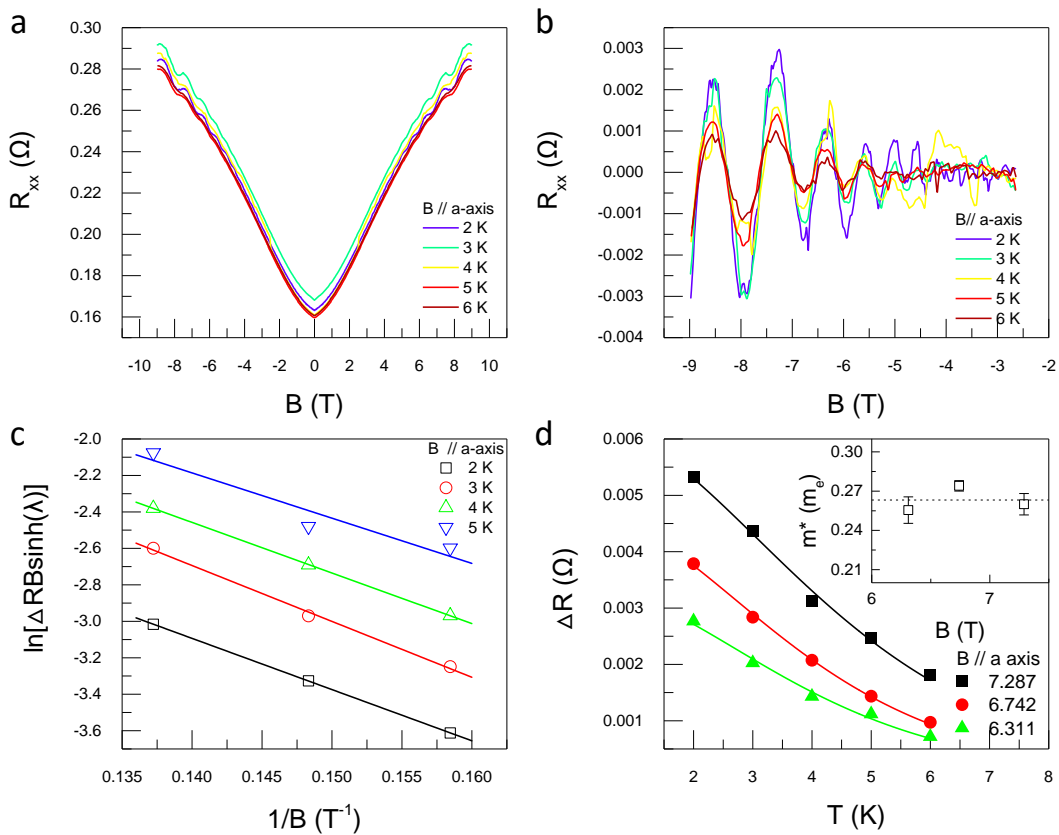 a
0.30
0.28
0.26
0.24
0.22
0.20
0.18
0.16
R_xx (Ω)
B // a-axis
2 K
3 K
4 K
5 K
6 K
-10 -8 -6 -4 -2 0 2 4 6 8 10
B (T)
b
0.003
0.002
0.001
0.000
-0.001
-0.002
-0.003
-0.004
R_xx (Ω)
B// a-axis
2 K
3 K
4 K
5 K
6 K
-9 -8 -7 -6 -5 -4 -3 -2
B (T)
c
-2.0
-2.2
-2.4
-2.6
-2.8
-3.0
-3.2
-3.4
-3.6
ln[ΔRBsinh(λ)]
B // a-axis
2 K
3 K
4 K
5 K
0.135 0.140 0.145 0.150 0.155 0.160
1/B (T⁻¹)
d
0.006
0.005
0.004
0.003
0.002
0.001
ΔR (Ω)
0.30
0.27
0.24
0.21
m* (m_e)
6 7
B (T)
B // a axis
7.287
6.742
6.311
2 3 4 5 6 7 8
T (K)